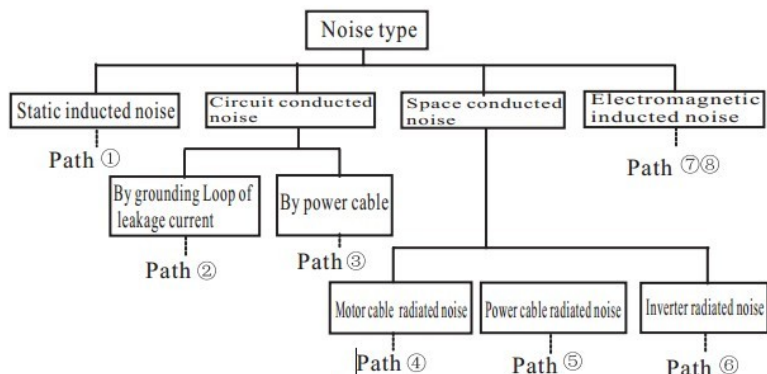 Noise type
Static inducted noise
Circuit conducted
noise
Space conducted
noise
Electromagnetic
inducted noise
Path ①
Path ⑦⑧
By grounding Loop of
leakage current
By power cable
Path ②
Path ③
Motor cable radiated noise
Power cable radiated noise
Inverter radiated noise
Path ④
Path ⑤
Path ⑥